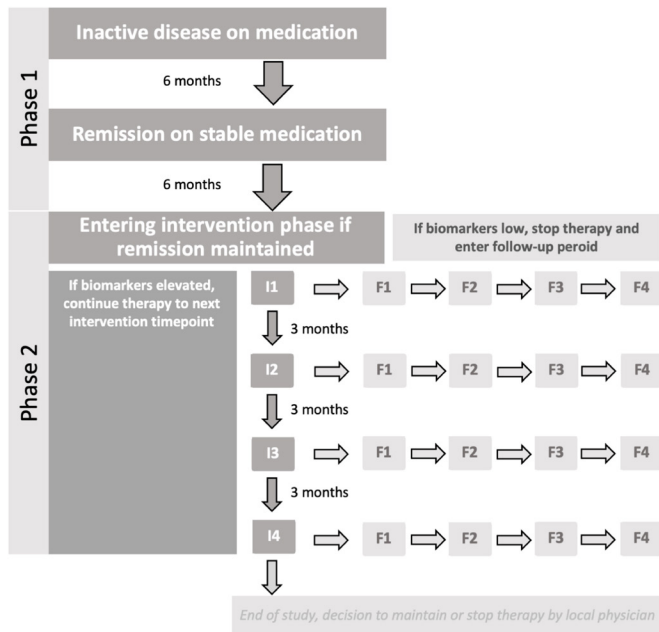 Phase 1
Inactive disease on medication
6 months
Remission on stable medication
6 months
Phase 2
Entering intervention phase if
remission maintained
If biomarkers low, stop therapy and
enter follow-up peroid
If biomarkers elevated,
continue therapy to next
intervention timepoint
I1 F1 F2 F3 F4
3 months
I2 F1 F2 F3 F4
3 months
I3 F1 F2 F3 F4
3 months
I4 F1 F2 F3 F4
End of study, decision to maintain or stop therapy by local physician